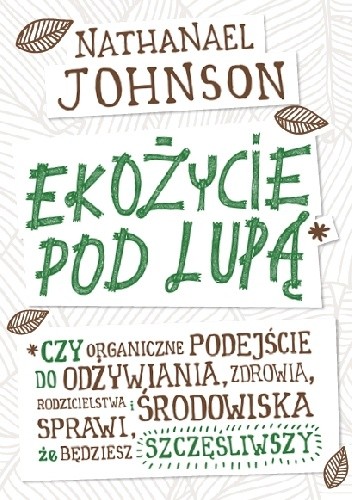 NATHANAEL
JOHNSON
EKOŻYCIE
POD LUPĄ*
*CZY ORGANICZNE PODEJŚCIE
DO ODŻYWIANIA, ZDROWIA,
RODZICIELSTWA i ŚRODOWISKA
SPRAWI,
że BĘDZIESZ SZCZĘŚLIWSZY